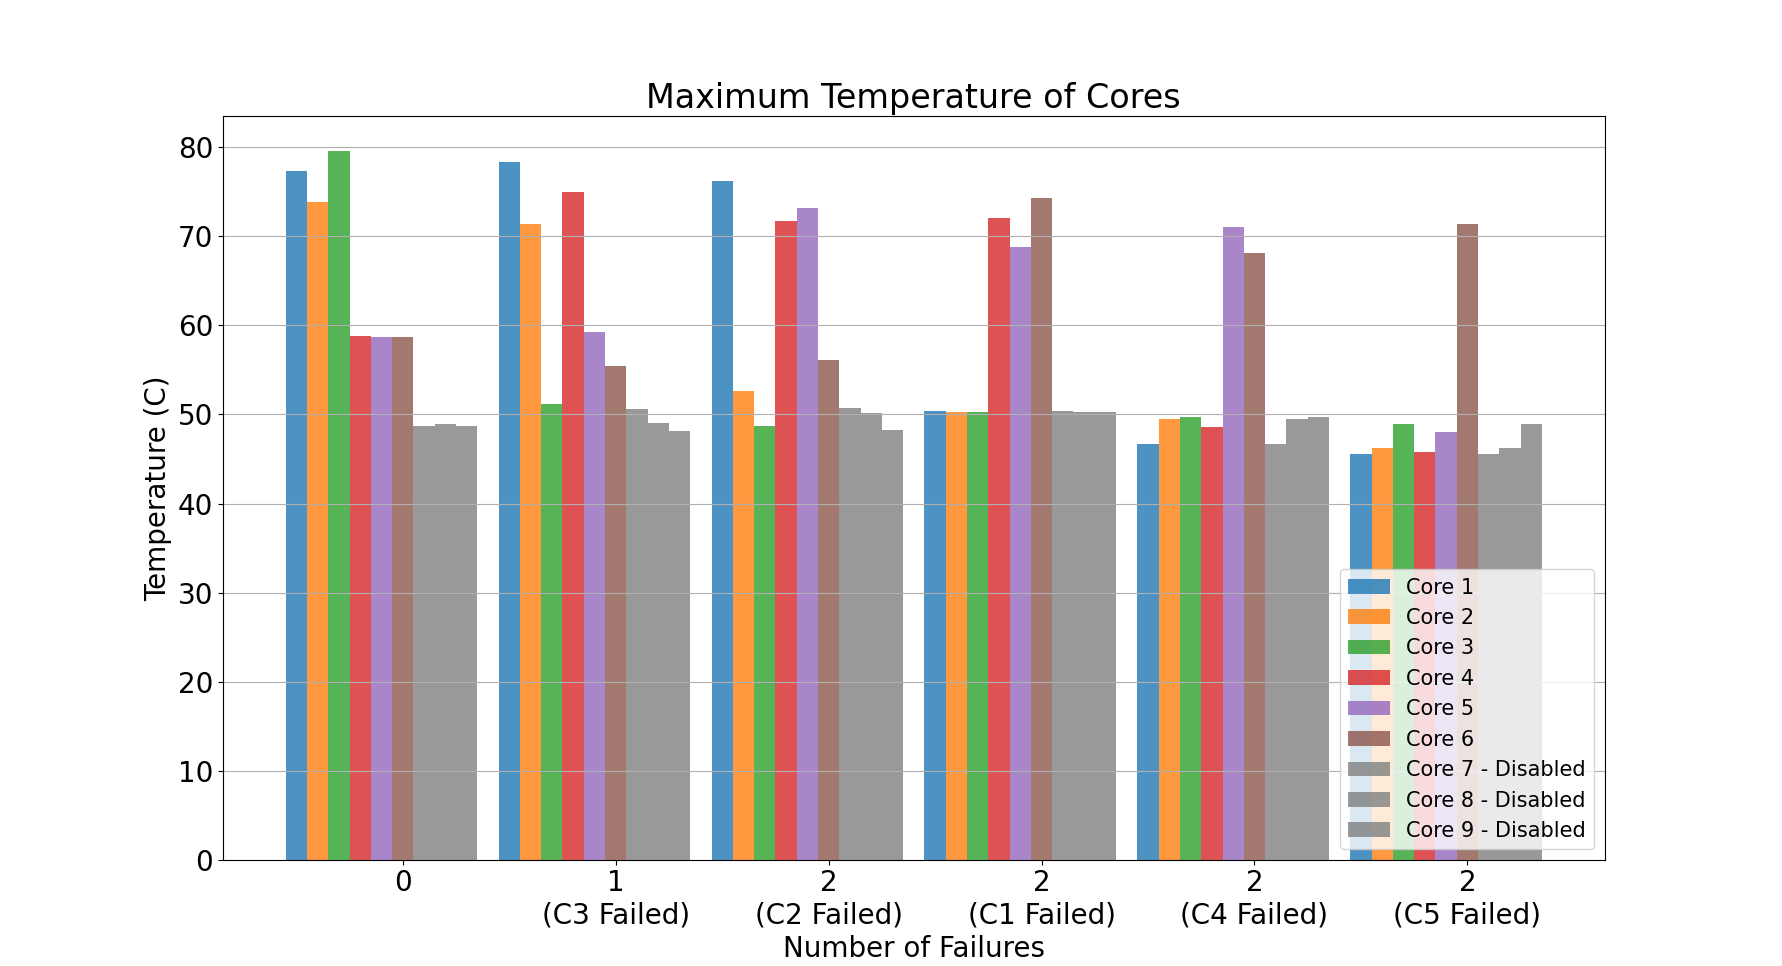 Maximum Temperature of Cores
80
70
60
50
40
30
20
10
0
Temperature (C)
Core 1
Core 2
Core 3
Core 4
Core 5
Core 6
Core 7 - Disabled
Core 8 - Disabled
Core 9 - Disabled
0 1 2 2 2 2
(C3 Failed) (C2 Failed) (C1 Failed) (C4 Failed) (C5 Failed)
Number of Failures